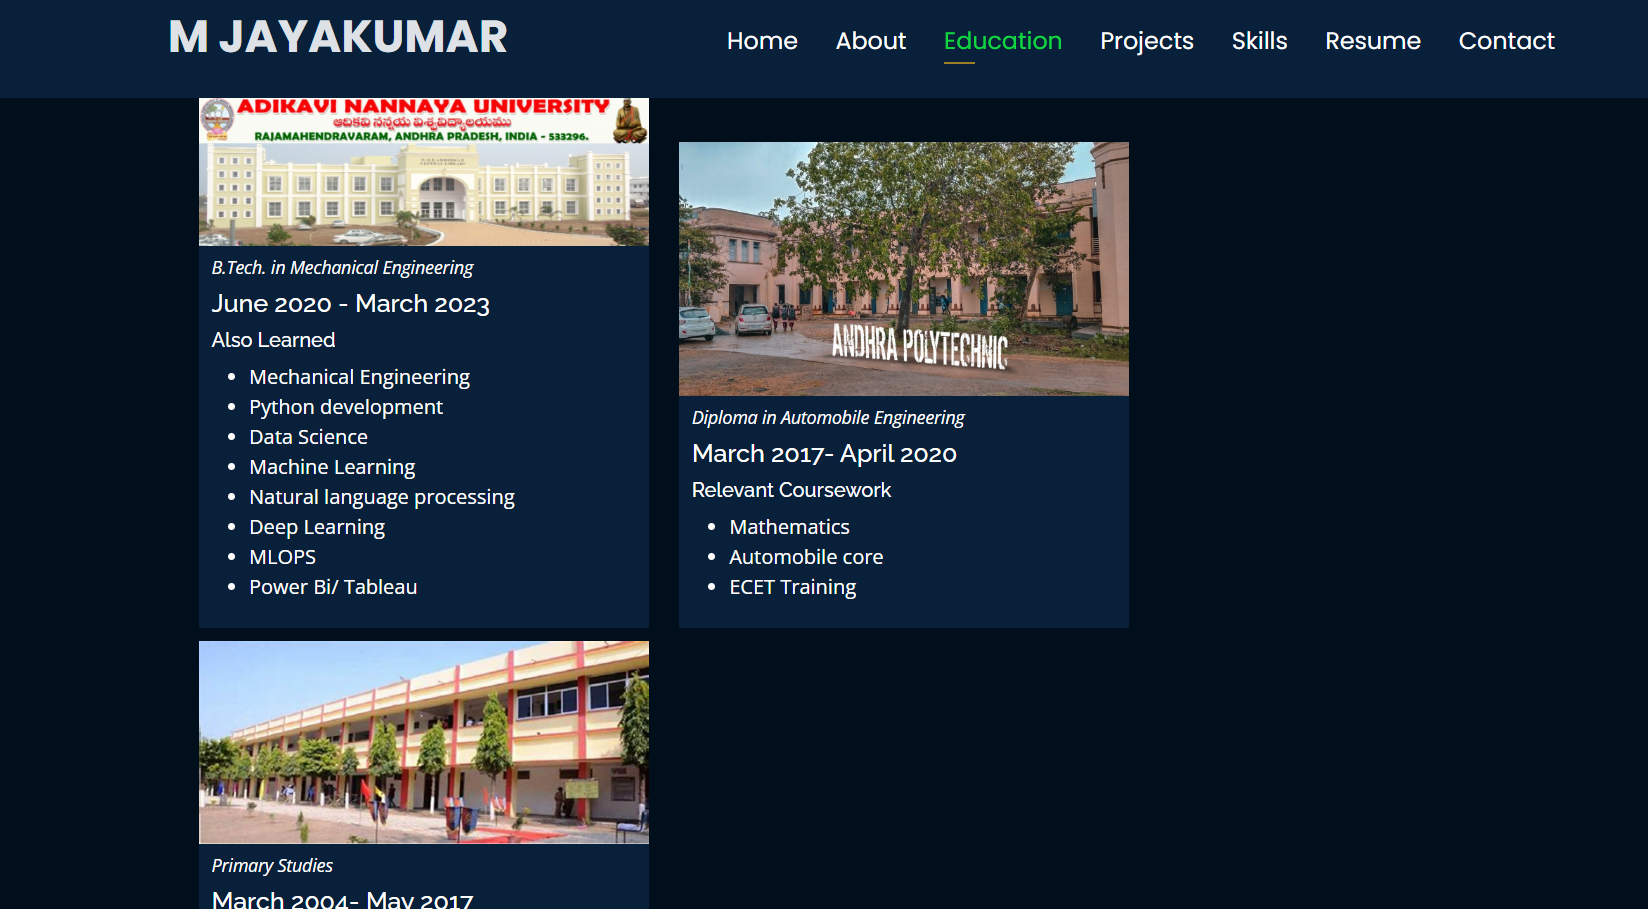 M JAYAKUMAR
Home About Education Projects Skills Resume Contact
ADIKAVI NANNAYA UNIVERSITY
ఆదికవి నన్నయ విశ్వవిద్యాలయము
RAJAMAHENDRAVARAM, ANDHRA PRADESH, INDIA - 533296.
B.Tech. in Mechanical Engineering
June 2020 - March 2023
Also Learned
Mechanical Engineering
Python development
Data Science
Machine Learning
Natural language processing
Deep Learning
MLOPS
Power Bi/ Tableau
ANDHRA POLYTECHNIC
Diploma in Automobile Engineering
March 2017- April 2020
Relevant Coursework
Mathematics
Automobile core
ECET Training
Primary Studies
March 2004- May 2017